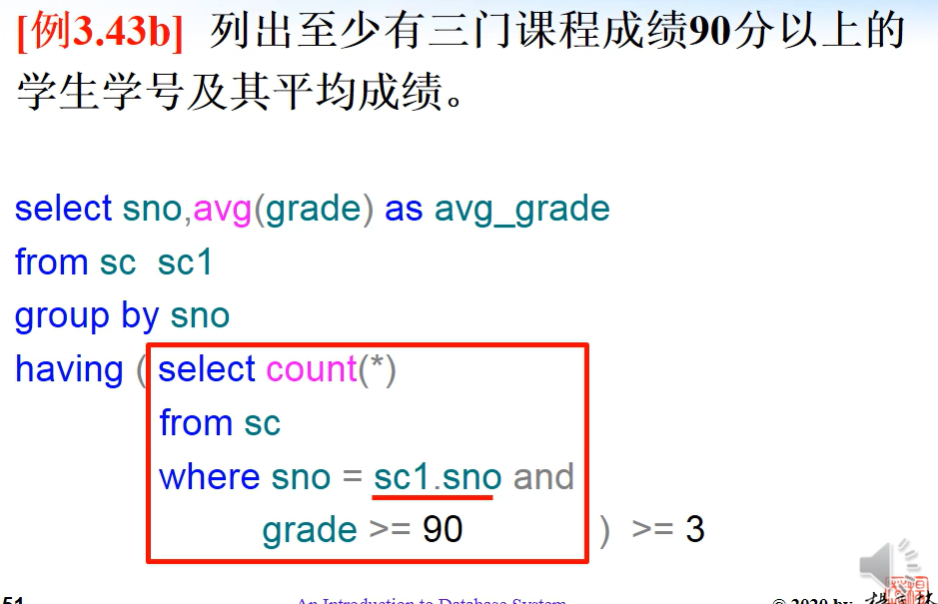 [例3.43b] 列出至少有三门课程成绩90分以上的
学生学号及其平均成绩。
select sno,avg(grade) as avg_grade
from sc sc1
group by sno
having ( select count(*)
from sc
where sno = sc1.sno and
grade >= 90 ) >= 3
51 An Introduction to Database System © 2020 by